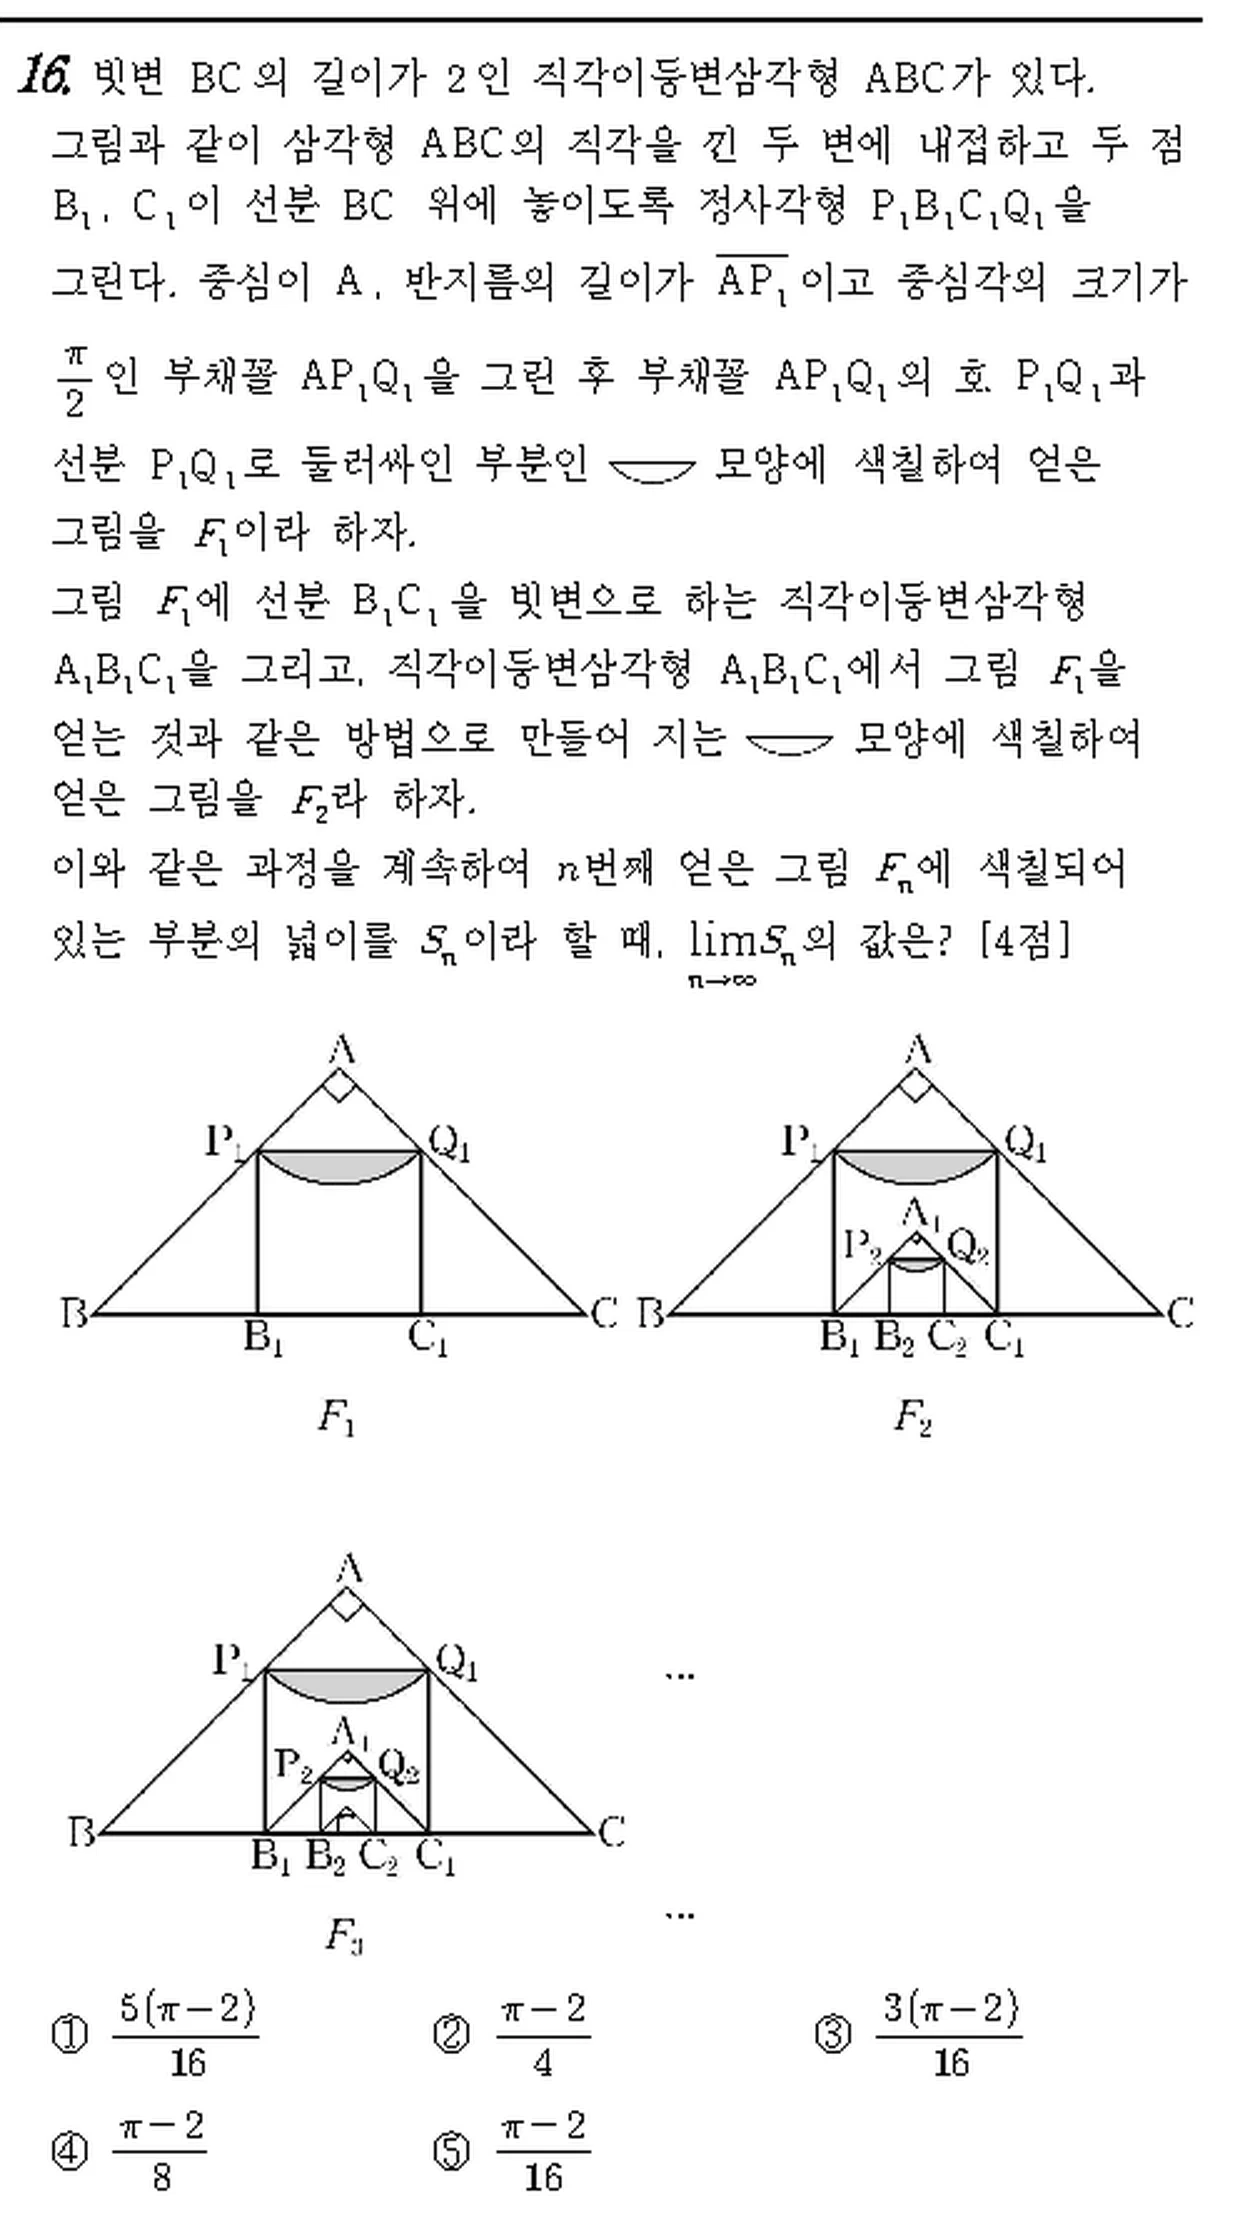 16. 빗변 BC의 길이가 2인 직각이등변삼각형 ABC가 있다.
그림과 같이 삼각형 ABC의 직각을 낀 두 변에 내접하고 두 점
B₁, C₁이 선분 BC 위에 놓이도록 정사각형 P₁B₁C₁Q₁을
그린다. 중심이 A, 반지름의 길이가 \overline{AP₁}이고 중심각의 크기가
π/2인 부채꼴 AP₁Q₁을 그린 후 부채꼴 AP₁Q₁의 호 P₁Q₁과
선분 P₁Q₁로 둘러싸인 부분인 모양에 색칠하여 얻은
그림을 F₁이라 하자.
그림 F₁에 선분 B₁C₁을 빗변으로 하는 직각이등변삼각형
A₁B₁C₁을 그리고, 직각이등변삼각형 A₁B₁C₁에서 그림 F₁을
얻는 것과 같은 방법으로 만들어 지는 모양에 색칠하여
얻은 그림을 F₂라 하자.
이와 같은 과정을 계속하여 n번째 얻은 그림 Fₙ에 색칠되어
있는 부분의 넓이를 Sₙ이라 할 때, lim Sₙ의 값은? [4점]
n→∞
A A
P₁ Q₁ P₁ Q₁
A₁
P₂ Q₂
B C B C
B₁ C₁ B₁ B₂ C₂ C₁
F₁ F₂
A
P₁ Q₁ ...
A₁
P₂ Q₂
B C
B₁ B₂ C₂ C₁
F₃ ...
① 5(π-2)/16 ② π-2/4 ③ 3(π-2)/16
④ π-2/8 ⑤ π-2/16